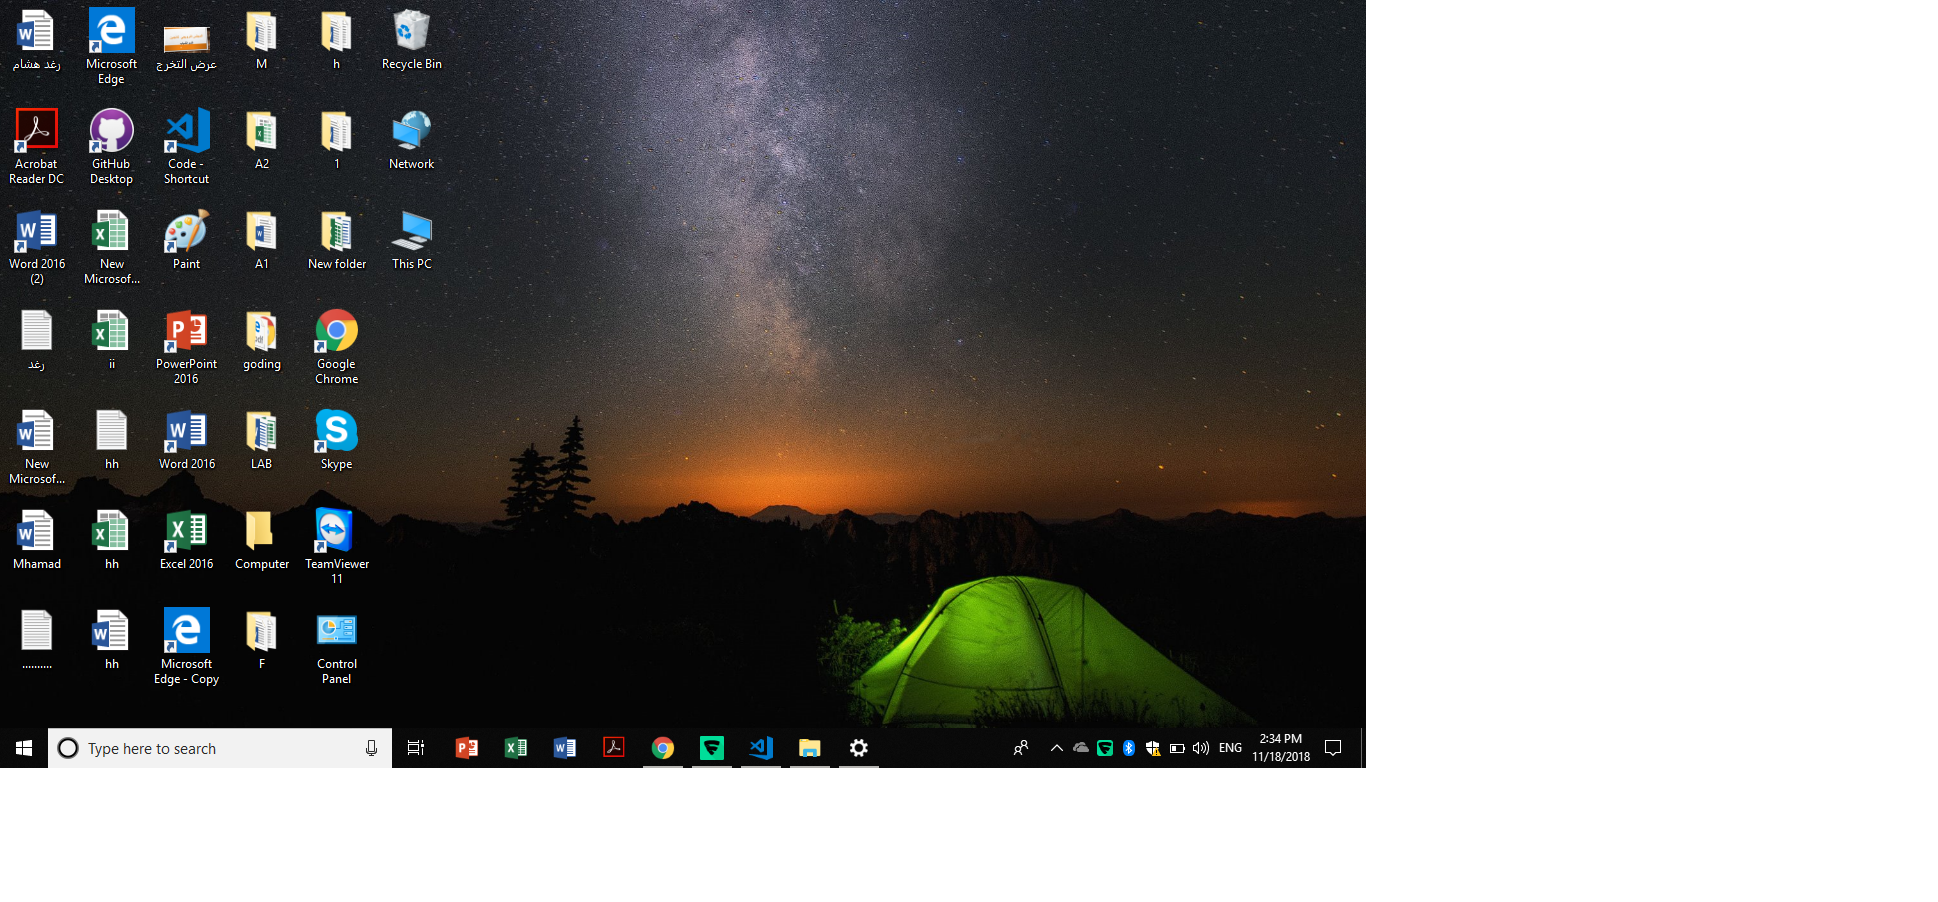 رغد هشام
Microsoft
Edge
عرض التخرج
M
h
Recycle Bin
Acrobat
Reader DC
GitHub
Desktop
Code -
Shortcut
A2
1
Network
Word 2016
(2)
New
Microsof...
Paint
A1
New folder
This PC
رغد
ii
PowerPoint
2016
goding
Google
Chrome
New
Microsof...
hh
Word 2016
LAB
Skype
Mhamad
hh
Excel 2016
Computer
TeamViewer
11
..........
hh
Microsoft
Edge - Copy
F
Control
Panel
Type here to search
ENG
2:34 PM
11/18/2018